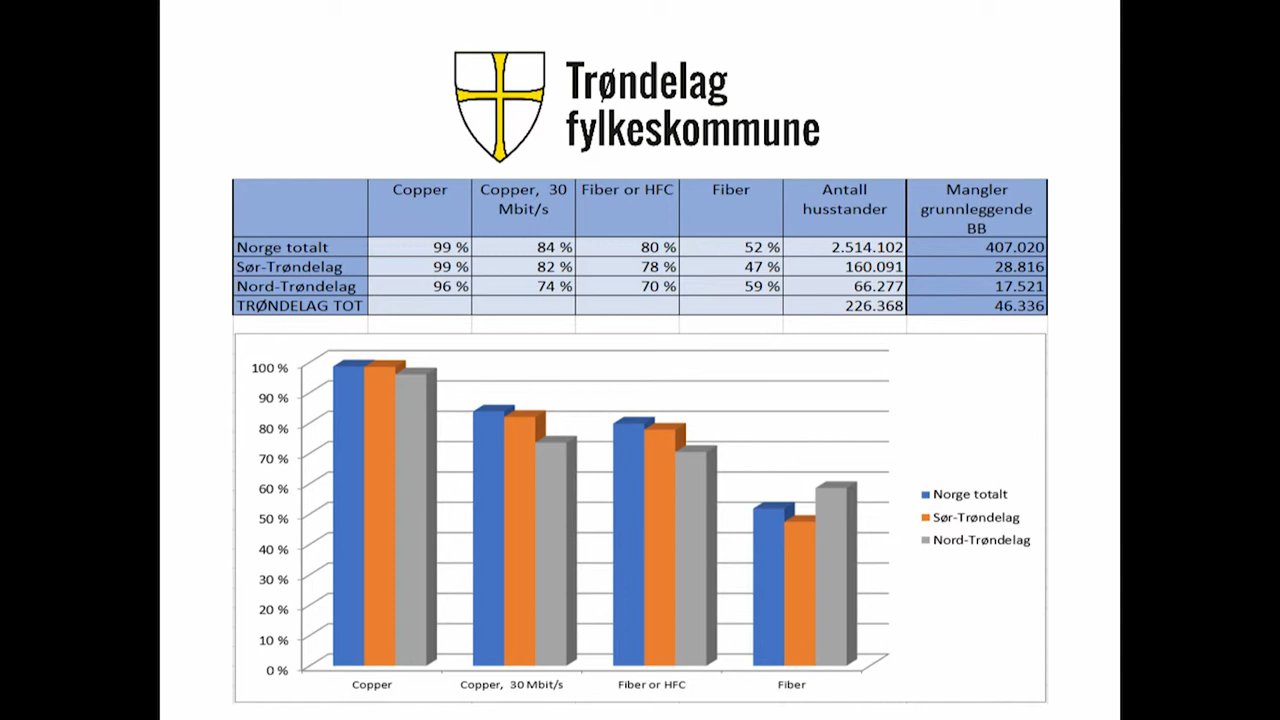 Trøndelag
fylkeskommune
Copper Copper, 30 Mbit/s Fiber or HFC Fiber Antall husstander Mangler grunnleggende BB
Norge totalt 99 % 84 % 80 % 52 % 2.514.102 407.020
Sør-Trøndelag 99 % 82 % 78 % 47 % 160.091 28.816
Nord-Trøndelag 96 % 74 % 70 % 59 % 66.277 17.521
TRØNDELAG TOT 226.368 46.336
100 %
90 %
80 %
70 %
60 %
50 %
40 %
30 %
20 %
10 %
0 %
Copper Copper, 30 Mbit/s Fiber or HFC Fiber
Norge totalt
Sør-Trøndelag
Nord-Trøndelag